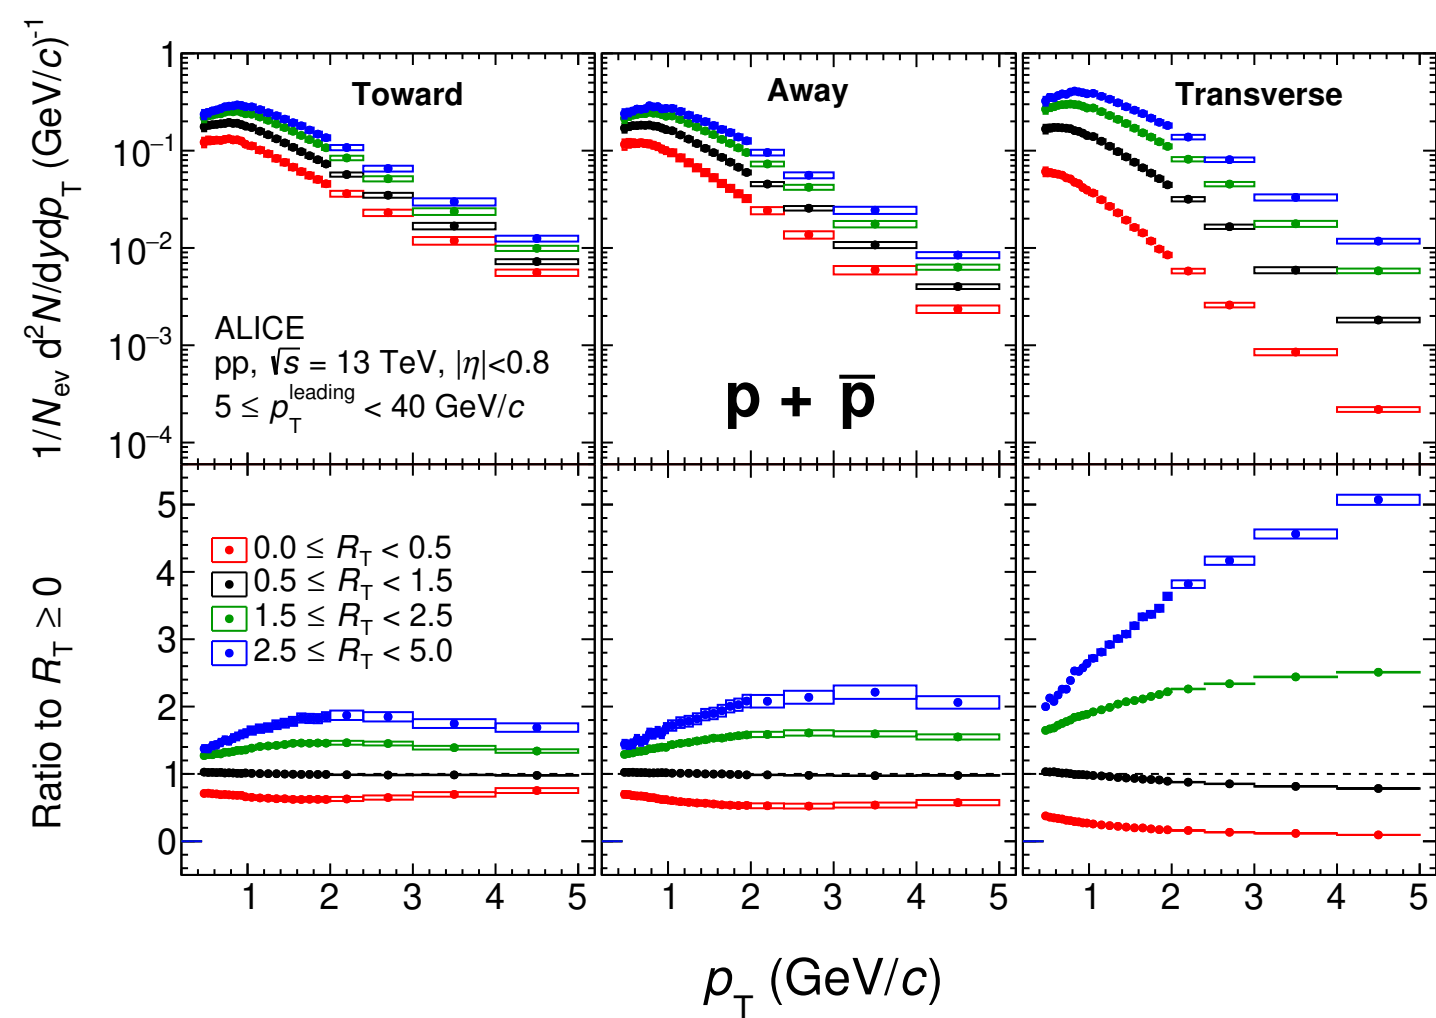 1/N_ev d²N/dydp_T (GeV/c)⁻¹
1
10⁻¹
10⁻²
10⁻³
10⁻⁴
Toward
Away
Transverse
ALICE
pp, √s = 13 TeV, |η|<0.8
5 ≤ p_T^leading < 40 GeV/c
p + p̅
Ratio to R_T ≥ 0
5
4
3
2
1
0
0.0 ≤ R_T < 0.5
0.5 ≤ R_T < 1.5
1.5 ≤ R_T < 2.5
2.5 ≤ R_T < 5.0
1 2 3 4 5 1 2 3 4 5 1 2 3 4 5
p_T (GeV/c)